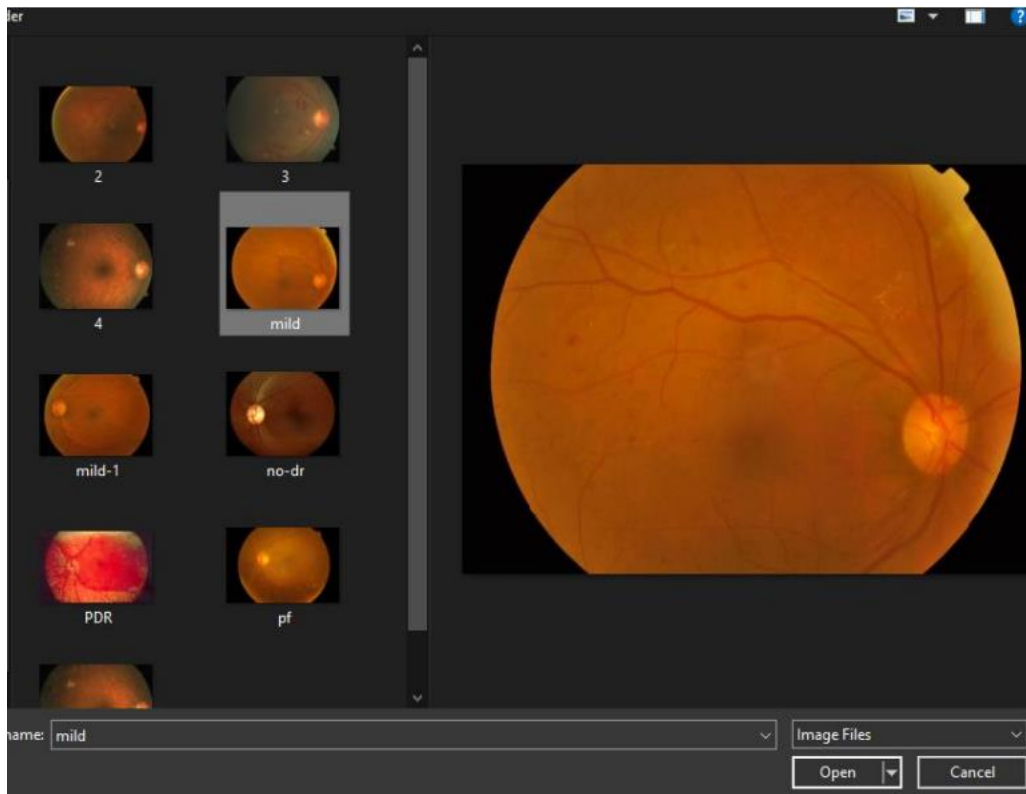 der
2
3
4
mild
mild-1
no-dr
PDR
pf
name:
mild
Image Files
Open
Cancel
?